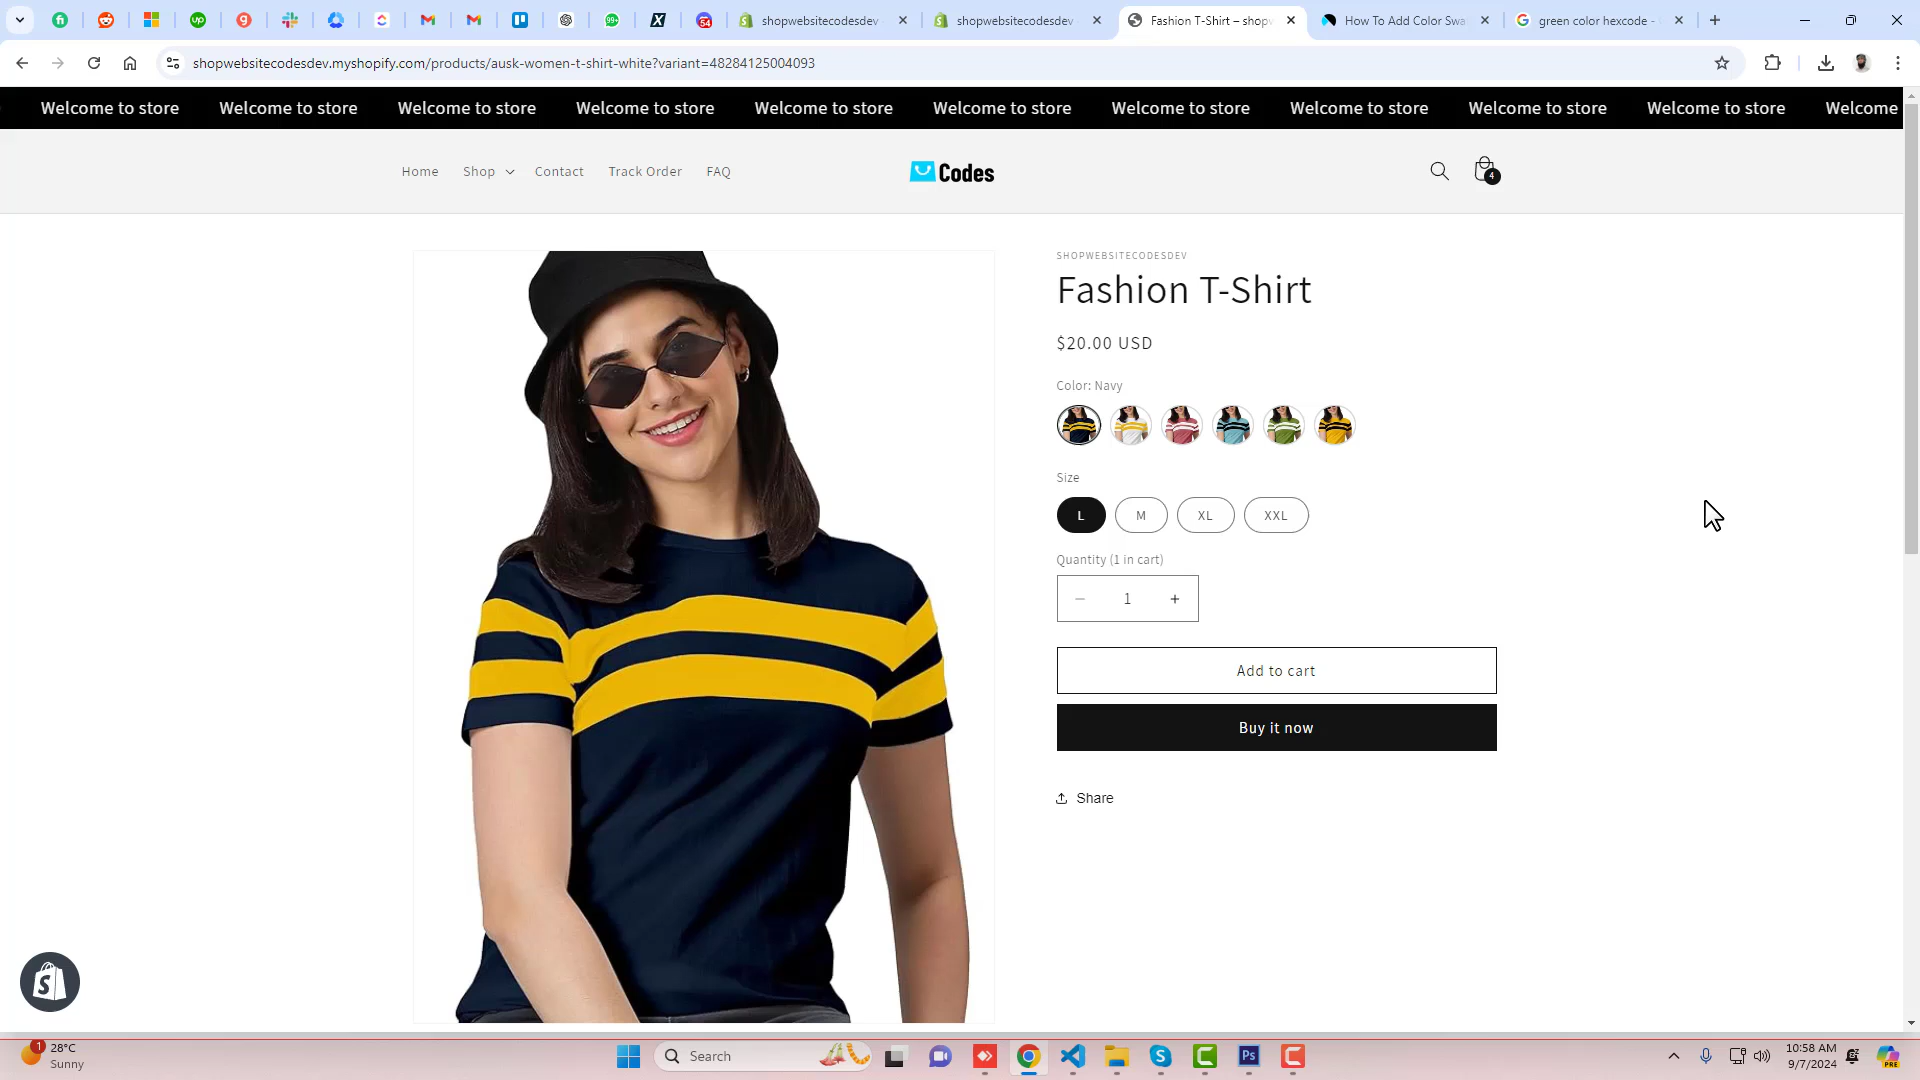 shopwebsitecodesdev
shopwebsitecodesdev
Fashion T-Shirt – shopw
How To Add Color Swa
green color hexcode -
shopwebsitecodesdev.myshopify.com/products/ausk-women-t-shirt-white?variant=48284125004093
Welcome to store Welcome to store Welcome to store Welcome to store Welcome to store Welcome to store Welcome to store Welcome to store Welcome to store Welcome to store Welcome
Home Shop Contact Track Order FAQ
Codes
4
SHOPWEBSITECODESDEV
Fashion T-Shirt
$20.00 USD
Color: Navy
Size
L M XL XXL
Quantity (1 in cart)
− 1 +
Add to cart
Buy it now
Share
1
28°C
Sunny
Search
Ps
10:58 AM
9/7/2024
PRE